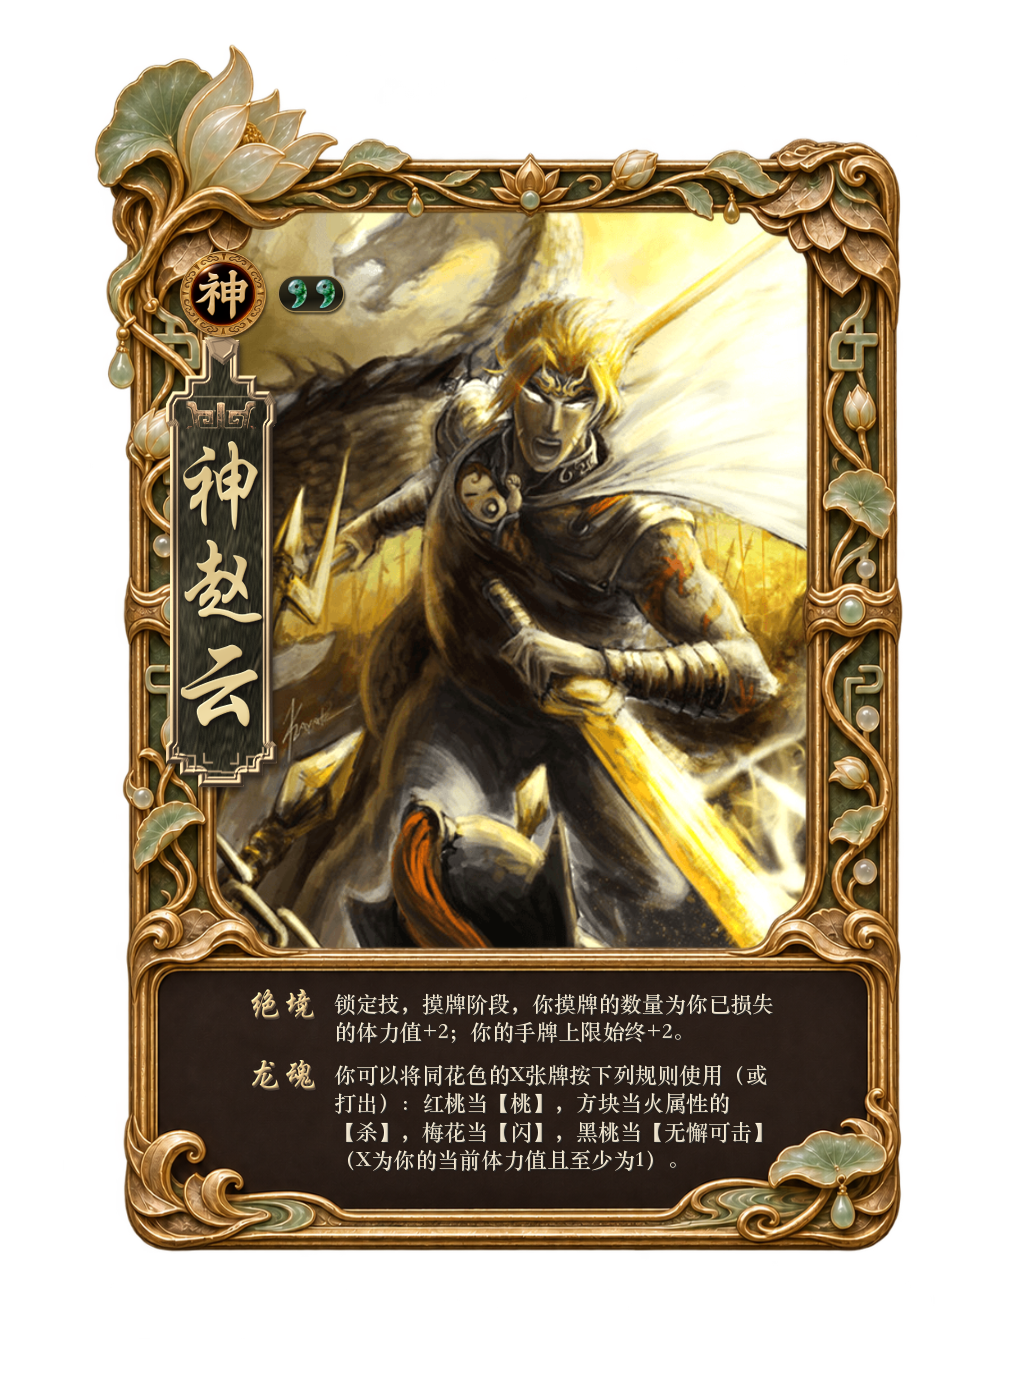 神
神赵云
绝境 锁定技，摸牌阶段，你摸牌的数量为你已损失
的体力值+2；你的手牌上限始终+2。
龙魂 你可以将同花色的X张牌按下列规则使用（或
打出）：红桃当【桃】，方块当火属性的
【杀】，梅花当【闪】，黑桃当【无懈可击】
（X为你的当前体力值且至少为1）。